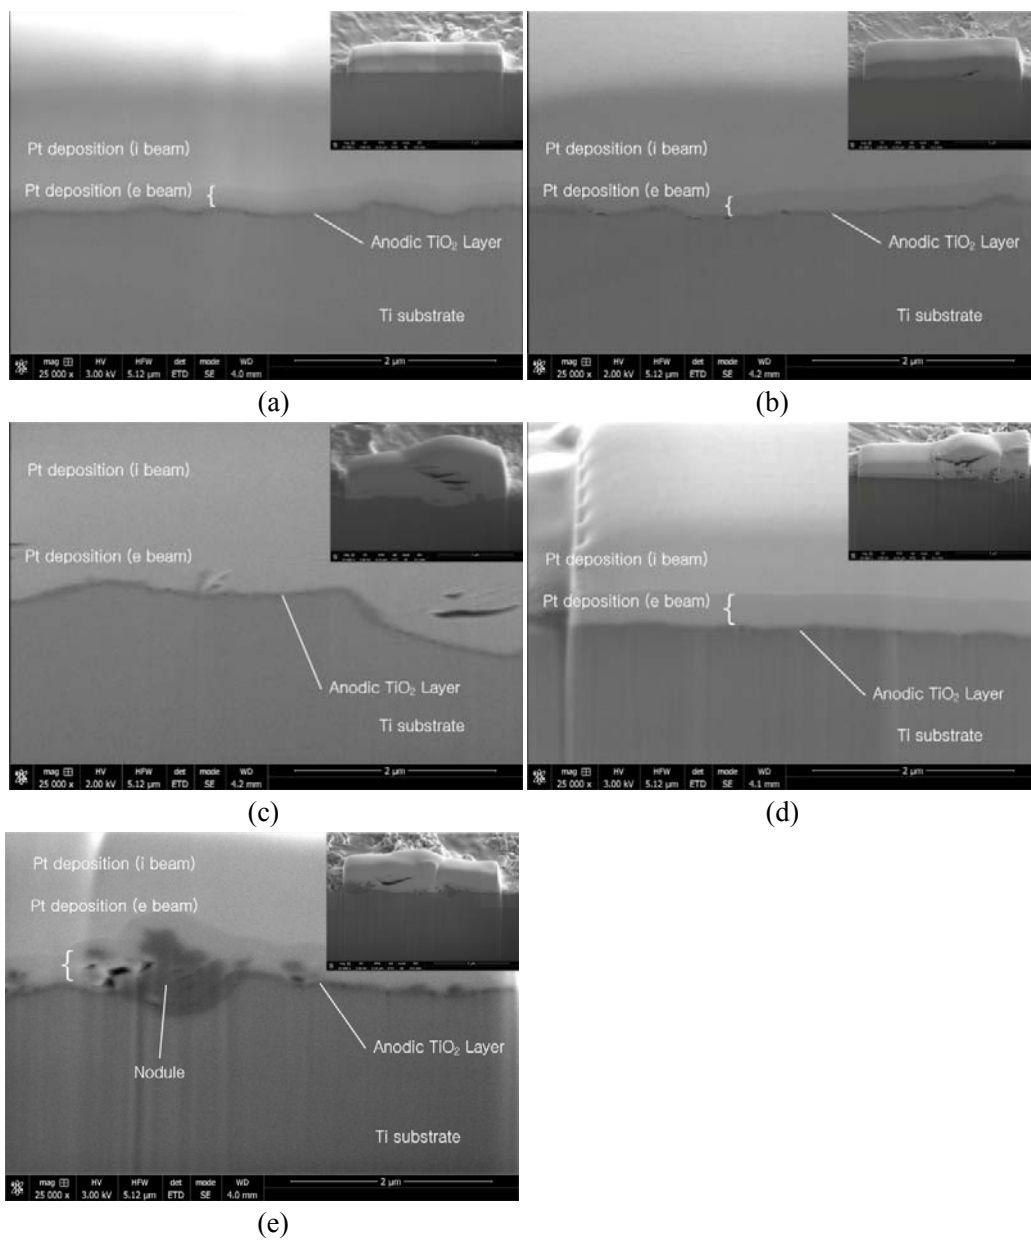 Pt deposition (i beam)
Pt deposition (e beam)
{
Anodic TiO₂ Layer
Ti substrate
mag HV HFW det mode WD
25 000 x 3.00 kV 5.12 µm ETD SE 4.0 mm
2 µm
(a)
Pt deposition (i beam)
Pt deposition (e beam)
{
Anodic TiO₂ Layer
Ti substrate
mag HV HFW det mode WD
25 000 x 2.00 kV 5.12 µm ETD SE 4.2 mm
2 µm
(b)
Pt deposition (i beam)
Pt deposition (e beam)
Anodic TiO₂ Layer
Ti substrate
mag HV HFW det mode WD
25 000 x 2.00 kV 5.12 µm ETD SE 4.2 mm
2 µm
(c)
Pt deposition (i beam)
Pt deposition (e beam)
{
Anodic TiO₂ Layer
Ti substrate
mag HV HFW det mode WD
25 000 x 3.00 kV 5.12 µm ETD SE 4.1 mm
2 µm
(d)
Pt deposition (i beam)
Pt deposition (e beam)
{
Anodic TiO₂ Layer
Nodule
Ti substrate
mag HV HFW det mode WD
25 000 x 3.00 kV 5.12 µm ETD SE 4.0 mm
2 µm
(e)